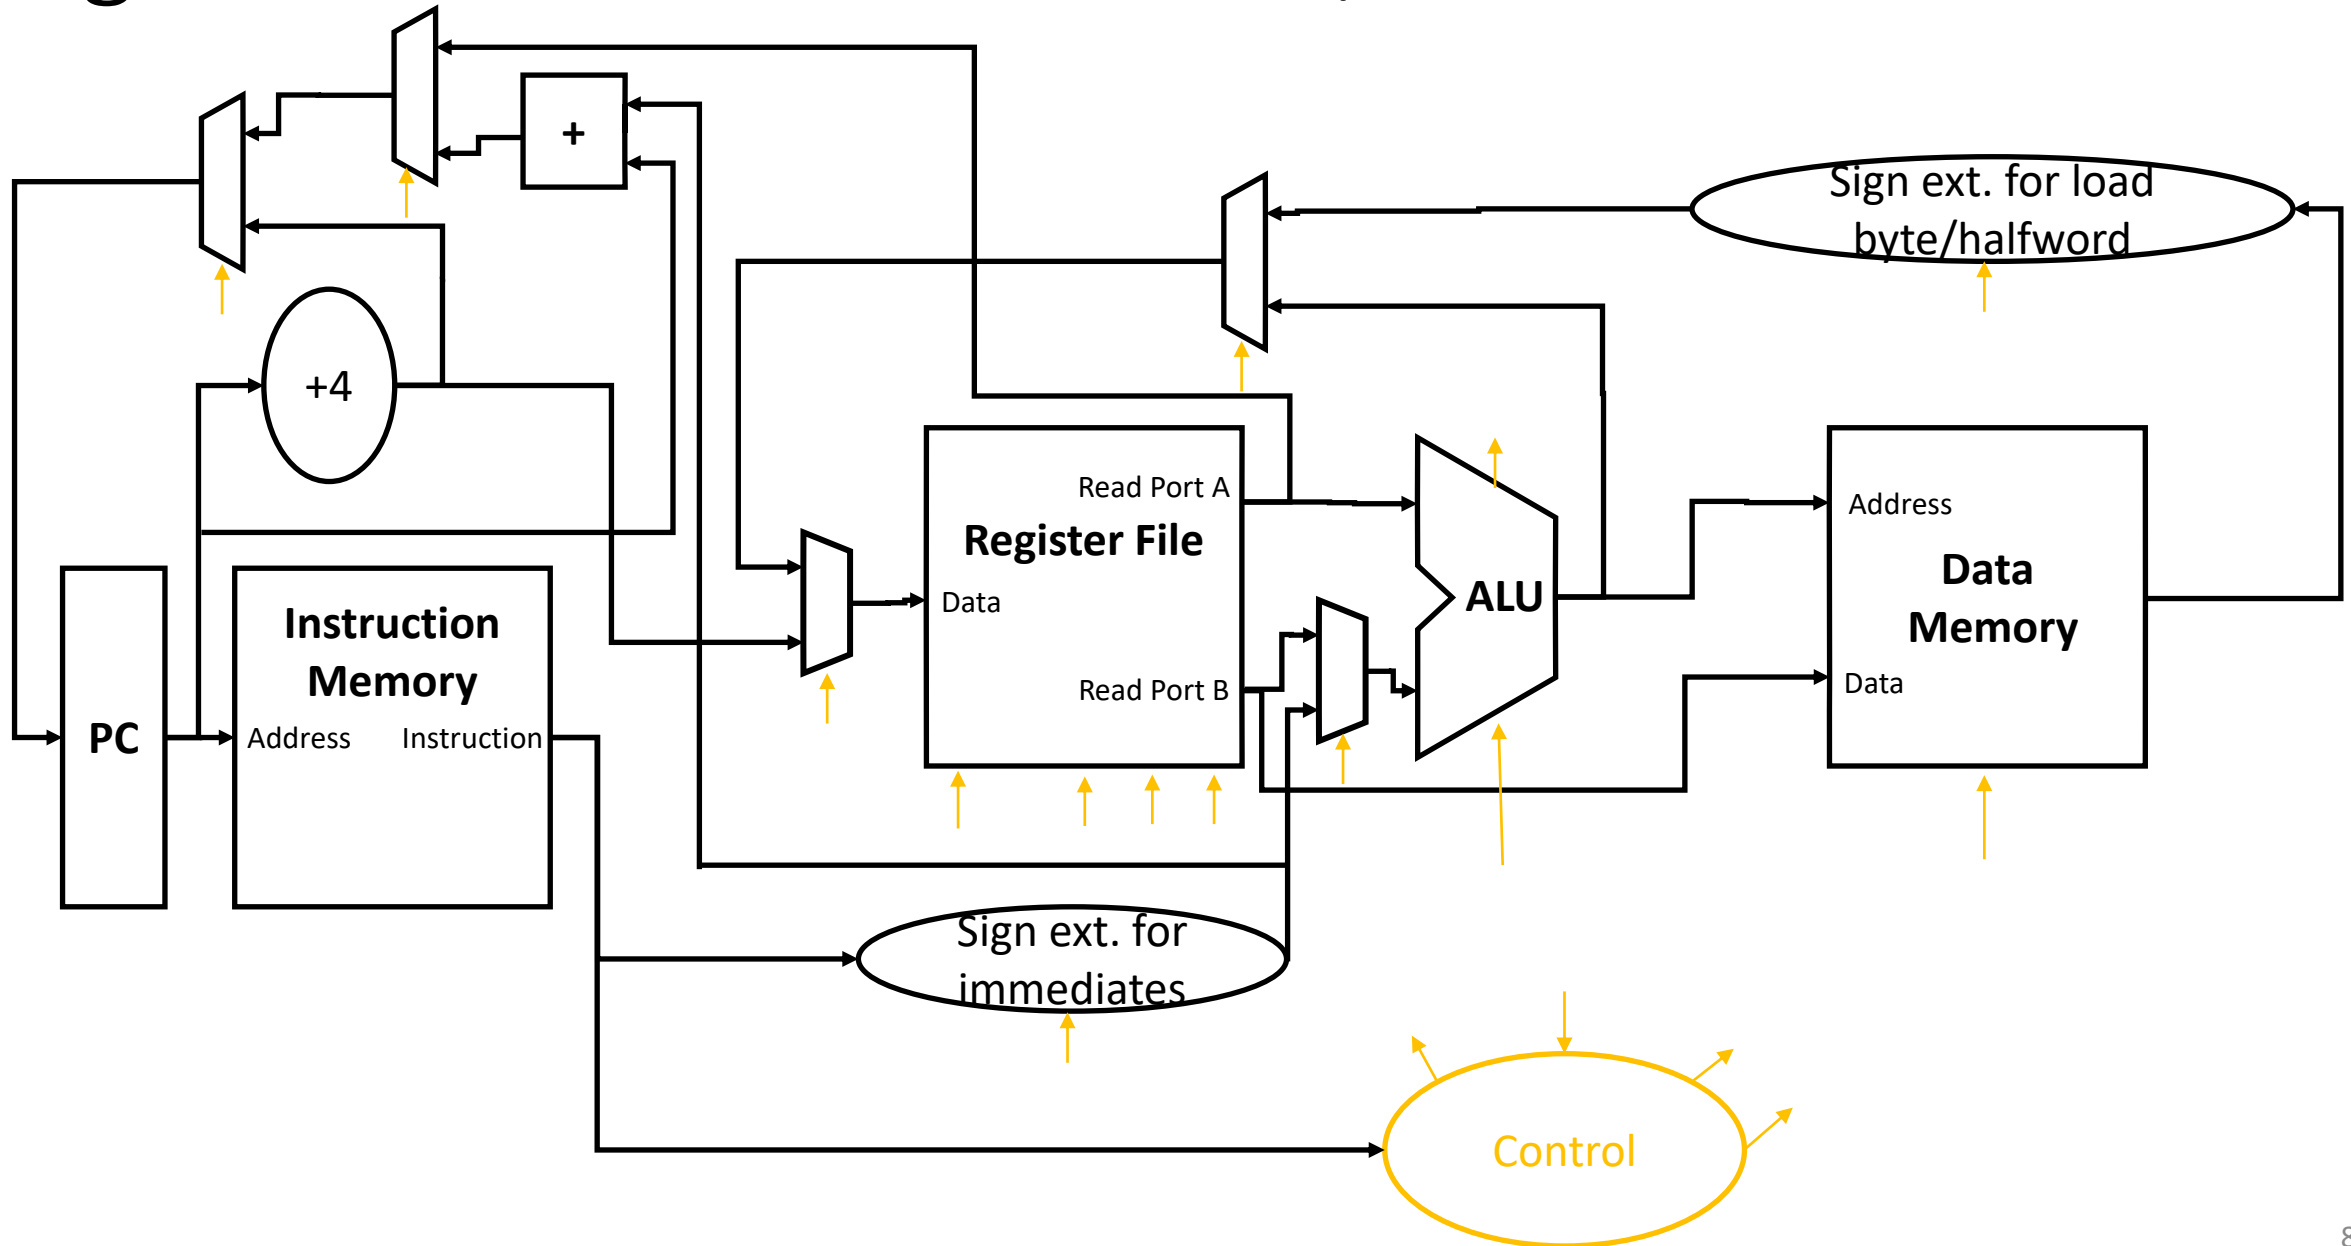 +
Sign ext. for load
byte/halfword
+4
Read Port A
Register File
Data
Read Port B
ALU
Address
Data
Memory
Data
Instruction
Memory
PC
Address
Instruction
Sign ext. for
immediates
Control